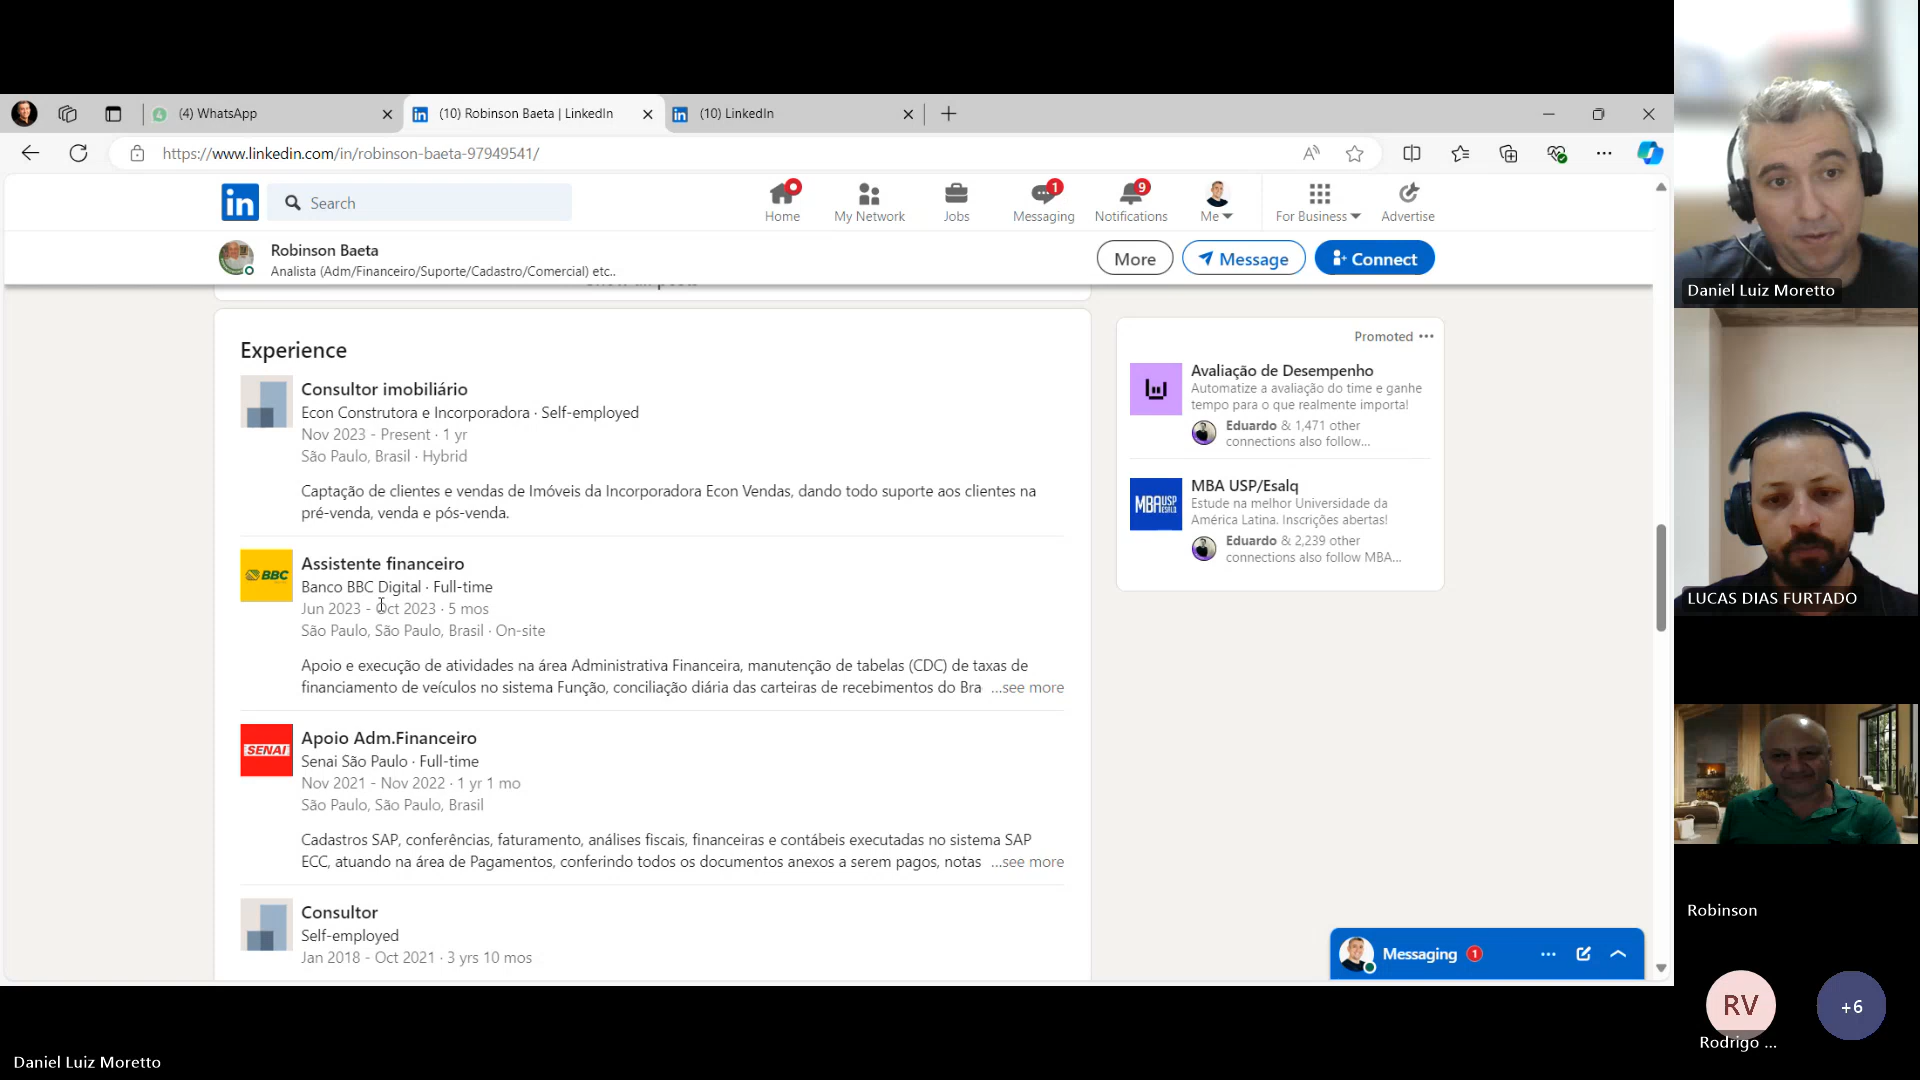 (4) WhatsApp
(10) Robinson Baeta | LinkedIn
(10) LinkedIn
https://www.linkedin.com/in/robinson-baeta-97949541/
in
Search
Home
My Network
Jobs
1
Messaging
9
Notifications
Me
For Business
Advertise
Robinson Baeta
Analista (Adm/Financeiro/Suporte/Cadastro/Comercial) etc..
More
Message
Connect
Show all posts
Experience
Consultor imobiliário
Econ Construtora e Incorporadora · Self-employed
Nov 2023 - Present · 1 yr
São Paulo, Brasil · Hybrid
Captação de clientes e vendas de Imóveis da Incorporadora Econ Vendas, dando todo suporte aos clientes na
pré-venda, venda e pós-venda.
BBC
Assistente financeiro
Banco BBC Digital · Full-time
Jun 2023 - Oct 2023 · 5 mos
São Paulo, São Paulo, Brasil · On-site
Apoio e execução de atividades na área Administrativa Financeira, manutenção de tabelas (CDC) de taxas de
financiamento de veículos no sistema Função, conciliação diária das carteiras de recebimentos do Bra ...see more
SENAI
Apoio Adm.Financeiro
Senai São Paulo · Full-time
Nov 2021 - Nov 2022 · 1 yr 1 mo
São Paulo, São Paulo, Brasil
Cadastros SAP, conferências, faturamento, análises fiscais, financeiras e contábeis executadas no sistema SAP
ECC, atuando na área de Pagamentos, conferindo todos os documentos anexos a serem pagos, notas ...see more
Consultor
Self-employed
Jan 2018 - Oct 2021 · 3 yrs 10 mos
Promoted
Avaliação de Desempenho
Automatize a avaliação do time e ganhe
tempo para o que realmente importa!
Eduardo & 1,471 other
connections also follow...
MBAUSP
ESALQ
MBA USP/Esalq
Estude na melhor Universidade da
América Latina. Inscrições abertas!
Eduardo & 2,239 other
connections also follow MBA...
Messaging 1
Daniel Luiz Moretto
LUCAS DIAS FURTADO
Robinson
RV
+6
Rodrigo ...
Daniel Luiz Moretto